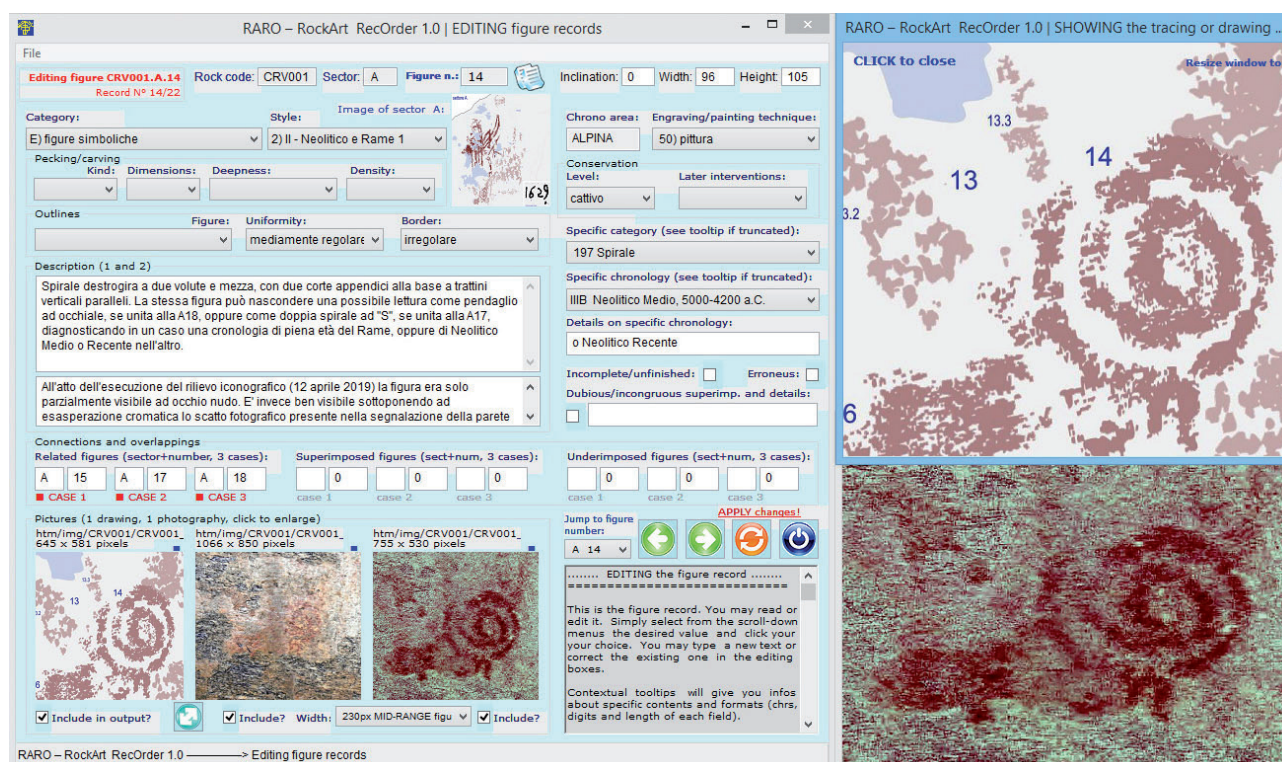 RARO – RockArt RecOrder 1.0 | EDITING figure records
File
Editing figure CRV001.A.14
Record Nº 14/22
Rock code: CRV001 Sector: A Figure n.: 14
Inclination: 0 Width: 96 Height: 105
Category:
E) figure simboliche
Style:
2) II - Neolitico e Rame 1
Image of sector A:
1629
Chrono area:
ALPINA
Engraving/painting technique:
50) pittura
Pecking/carving
Kind: Dimensions: Deepness: Density:
Conservation
Level: Later interventions:
cattivo
Outlines
Figure: Uniformity: Border:
mediamente regolare irregolare
Specific category (see tooltip if truncated):
197 Spirale
Specific chronology (see tooltip if truncated):
IIIB Neolitico Medio, 5000-4200 a.C.
Details on specific chronology:
o Neolitico Recente
Incomplete/unfinished: Erroneus:
Dubious/incongruous superimp. and details:
Description (1 and 2)
Spirale destrogira a due volute e mezza, con due corte appendici alla base a trattini
verticali paralleli. La stessa figura può nascondere una possibile lettura come pendaglio
ad occhiale, se unita alla A18, oppure come doppia spirale ad "S", se unita alla A17,
diagnosticando in un caso una cronologia di piena età del Rame, oppure di Neolitico
Medio o Recente nell'altro.
All'atto dell'esecuzione del rilievo iconografico (12 aprile 2019) la figura era solo
parzialmente visibile ad occhio nudo. E' invece ben visibile sottoponendo ad
esasperazione cromatica lo scatto fotografico presente nella segnalazione della parete
Connections and overlappings
Related figures (sector+number, 3 cases):
A 15 A 17 A 18
CASE 1 CASE 2 CASE 3
Superimposed figures (sect+num, 3 cases):
0 0 0
case 1 case 2 case 3
Underimposed figures (sect+num, 3 cases):
0 0 0
case 1 case 2 case 3
Pictures (1 drawing, 1 photography, click to enlarge)
htm/img/CRV001/CRV001_
645 x 581 pixels
htm/img/CRV001/CRV001_
1066 x 850 pixels
htm/img/CRV001/CRV001_
755 x 530 pixels
13
14
6
Include in output? Include? Width: 230px MID-RANGE figu Include?
Jump to figure
number:
A 14
APPLY changes!
........ EDITING the figure record ........
============================
This is the figure record. You may read or
edit it. Simply select from the scroll-down
menus the desired value and click your
your choice. You may type a new text or
correct the existing one in the editing
boxes.
Contextual tooltips will give you infos
about specific contents and formats (chrs,
digits and length of each field).
RARO – RockArt RecOrder 1.0 ————> Editing figure records
RARO – RockArt RecOrder 1.0 | SHOWING the tracing or drawing ...
CLICK to close
Resize window to
13.3
14
13
3.2
6